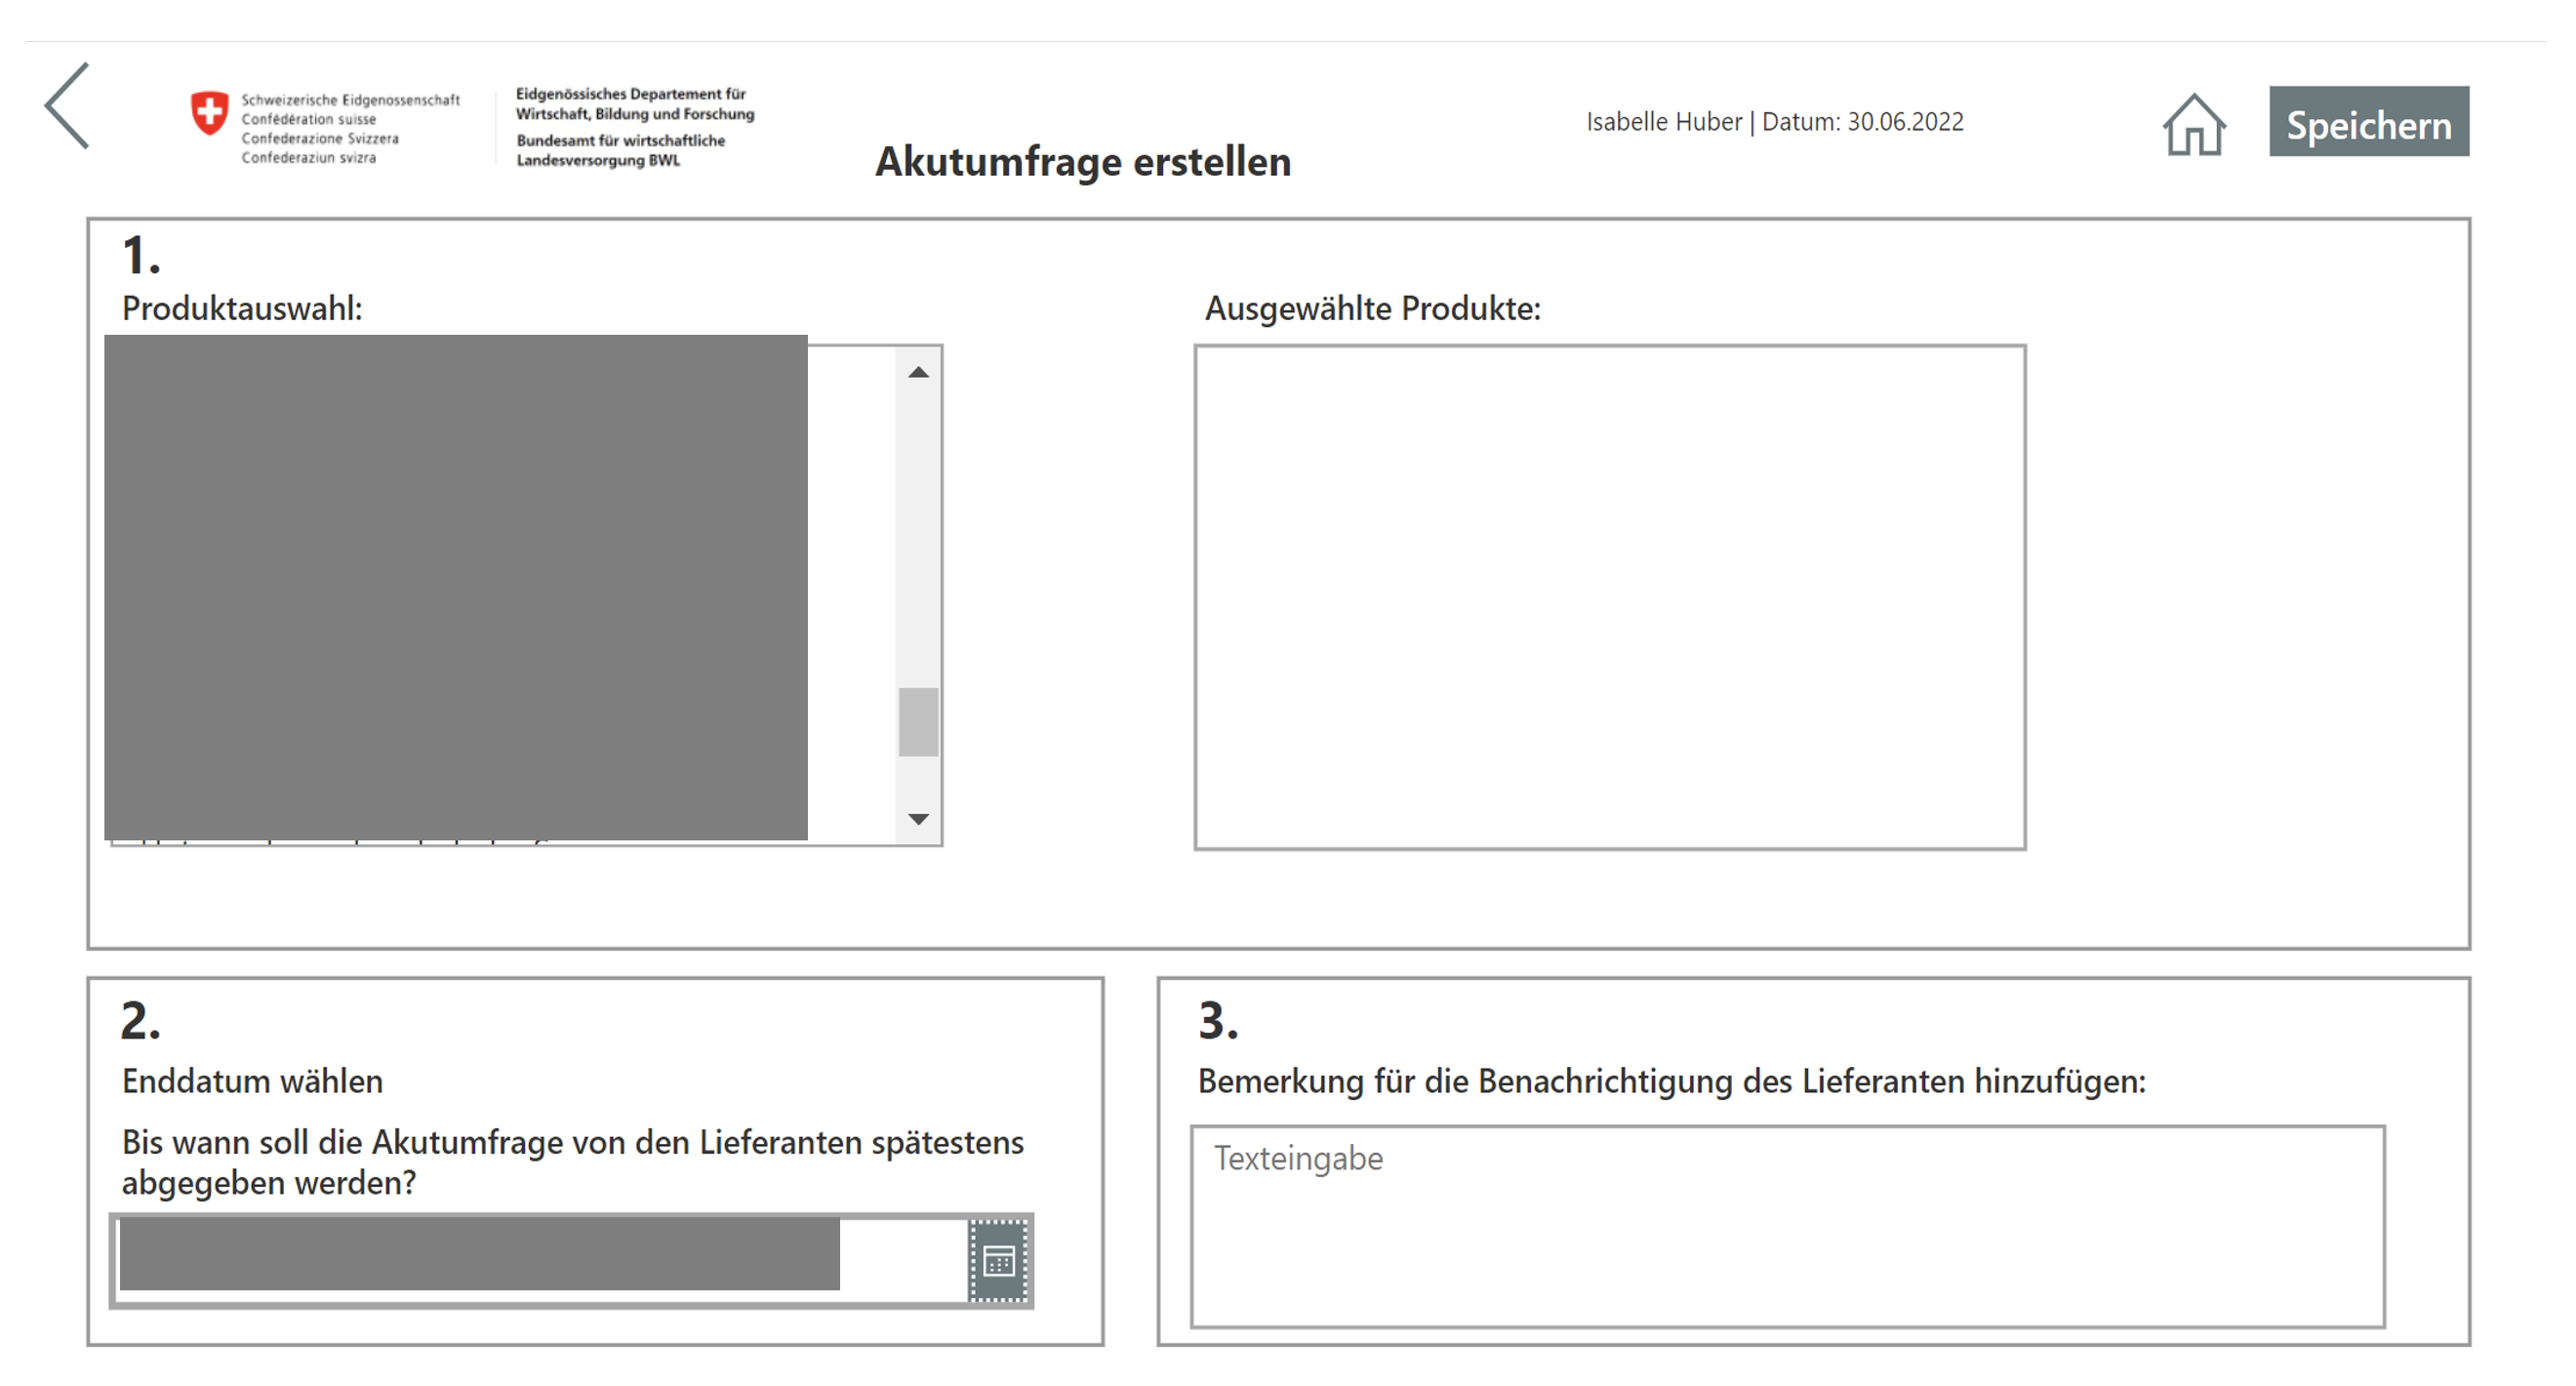 Schweizerische Eidgenossenschaft
Confédération suisse
Confederazione Svizzera
Confederaziun svizra
Eidgenössisches Departement für
Wirtschaft, Bildung und Forschung
Bundesamt für wirtschaftliche
Landesversorgung BWL
Akutumfrage erstellen
Isabelle Huber | Datum: 30.06.2022
Speichern
1.
Produktauswahl:
Ausgewählte Produkte:
2.
Enddatum wählen
Bis wann soll die Akutumfrage von den Lieferanten spätestens
abgegeben werden?
3.
Bemerkung für die Benachrichtigung des Lieferanten hinzufügen:
Texteingabe